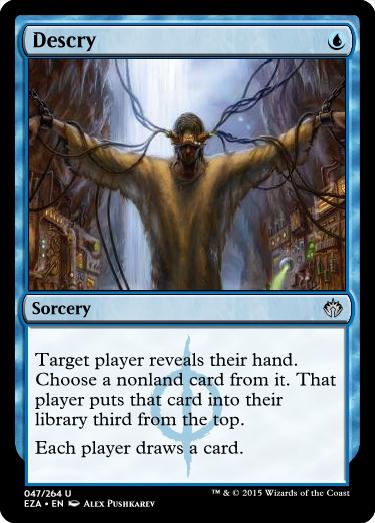 Descry
Sorcery
Target player reveals their hand.
Choose a nonland card from it. That
player puts that card into their
library third from the top.
Each player draws a card.
047/264 U
™ & © 2015 Wizards of the Coast
EZA • EN Alex Pushkarev